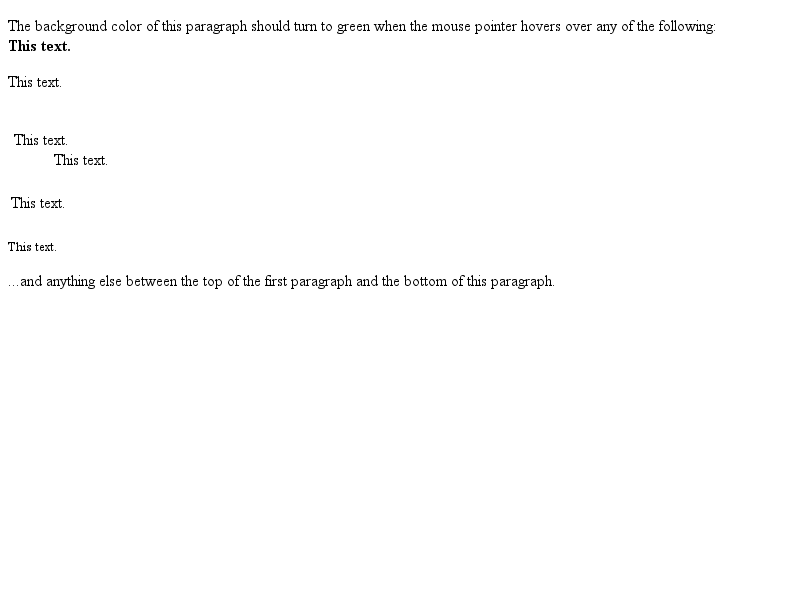 The background color of this paragraph should turn to green when the mouse pointer hovers over any of the following:
This text.
This text.
This text.
This text.
This text.
This text.
...and anything else between the top of the first paragraph and the bottom of this paragraph.